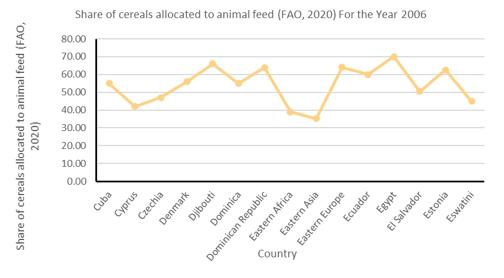 Share of cereals allocated to animal feed (FAO, 2020) For the Year 2006
Share of cereals allocated to animal feed (FAO,
2020)
80.00
70.00
60.00
50.00
40.00
30.00
20.00
10.00
0.00
Cuba
Cyprus
Czechia
Denmark
Djibouti
Dominica
Dominican Republic
Eastern Africa
Eastern Asia
Eastern Europe
Ecuador
Egypt
El Salvador
Estonia
Eswatini
Country